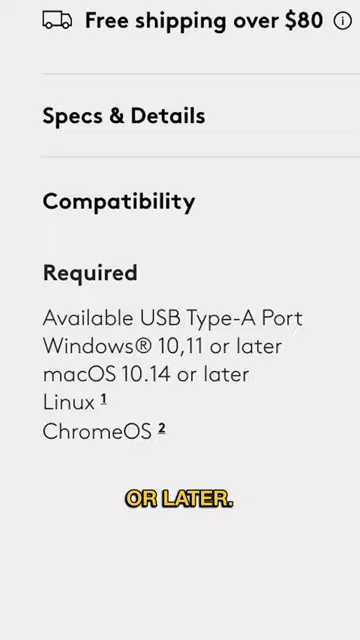 Free shipping over $80
Specs & Details
Compatibility
Required
Available USB Type-A Port
Windows® 10,11 or later
macOS 10.14 or later
Linux 1
ChromeOS 2
OR LATER.